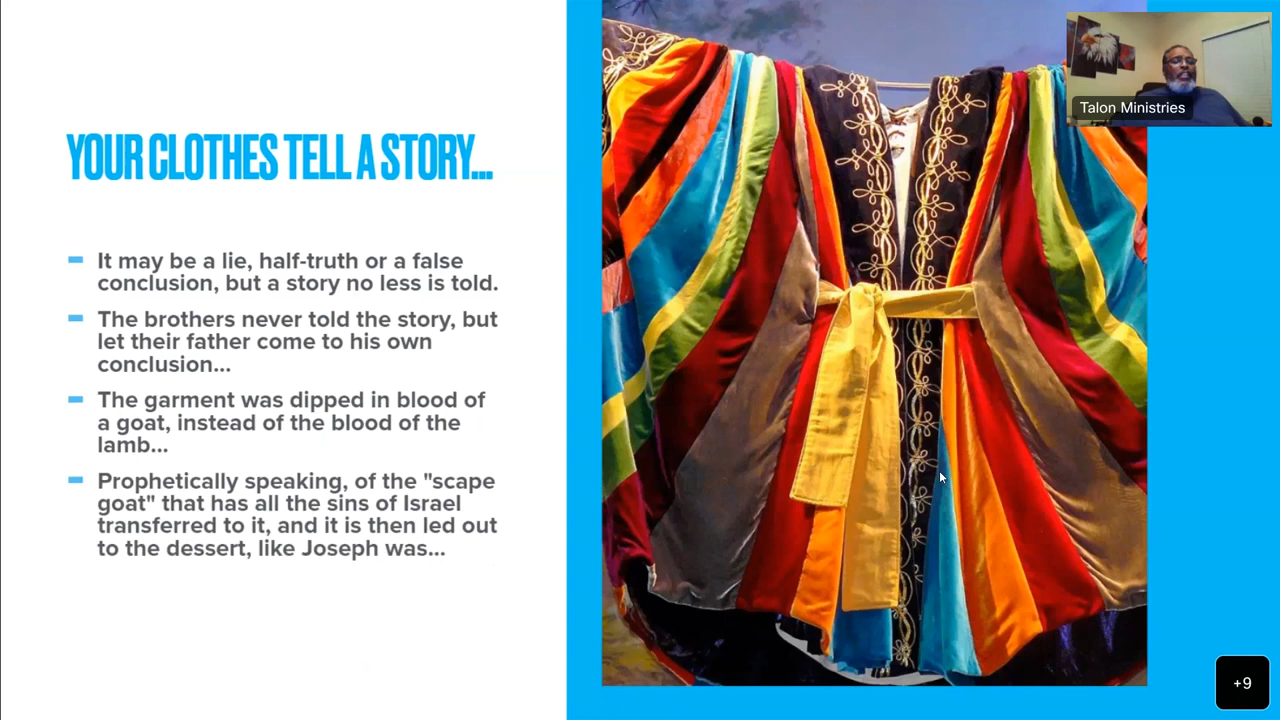 YOUR CLOTHES TELL A STORY...
It may be a lie, half-truth or a false
conclusion, but a story no less is told.
The brothers never told the story, but
let their father come to his own
conclusion...
The garment was dipped in blood of
a goat, instead of the blood of the
lamb...
Prophetically speaking, of the "scape
goat" that has all the sins of Israel
transferred to it, and it is then led out
to the dessert, like Joseph was...
Talon Ministries
+9